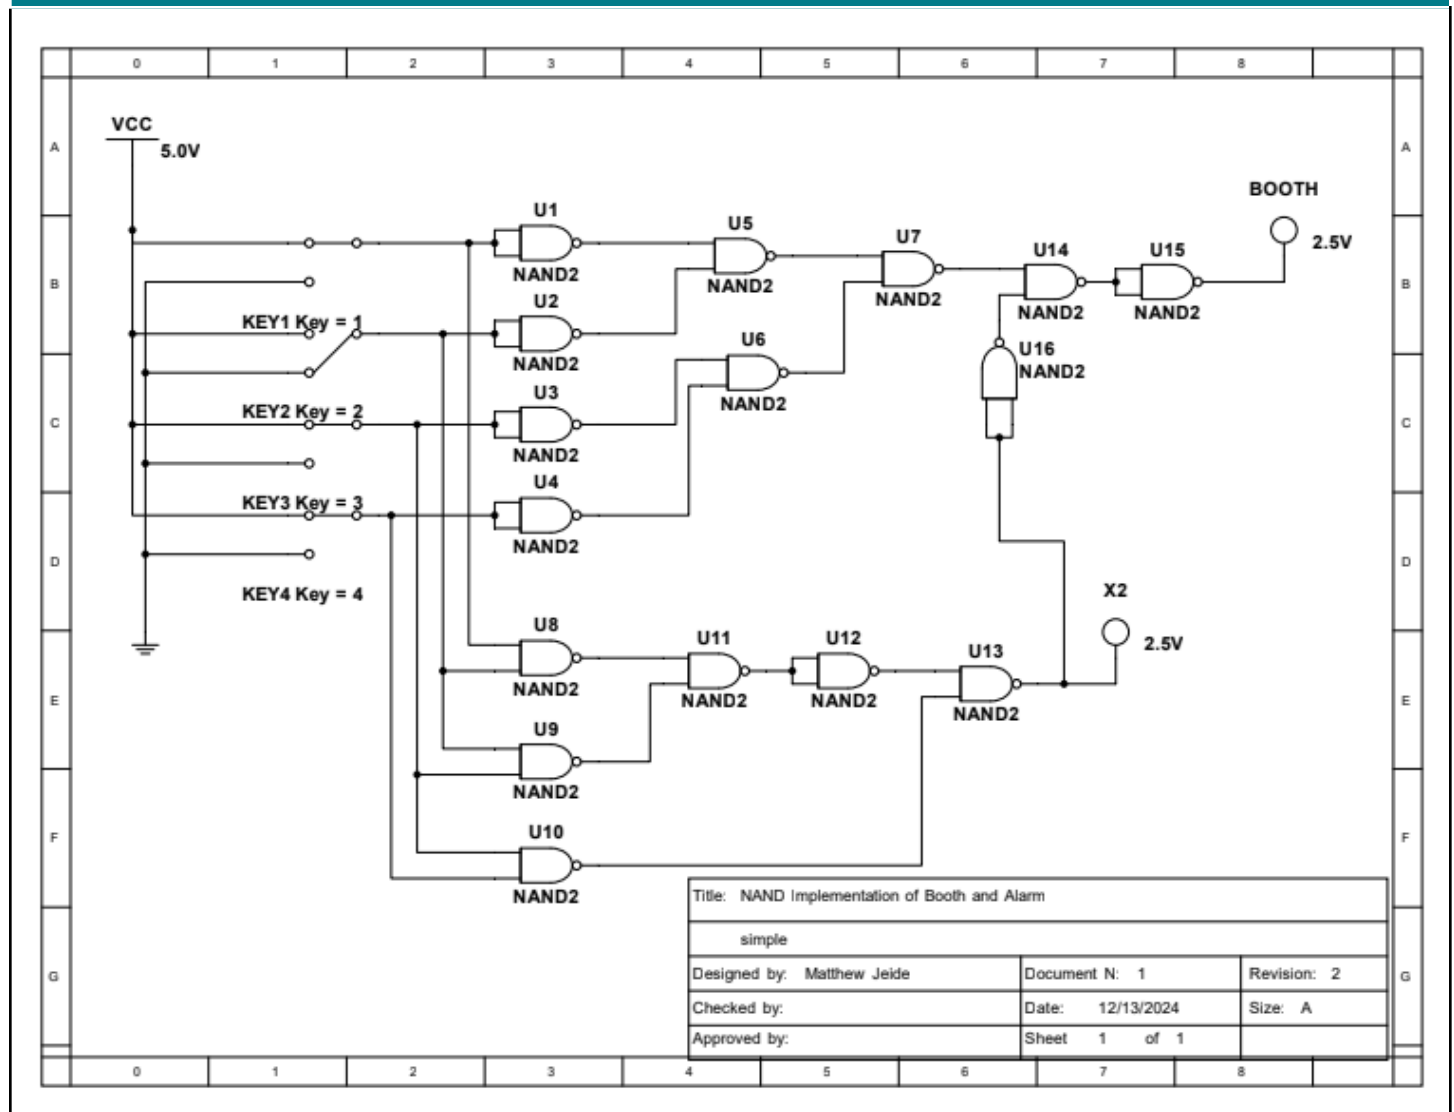 0 1 2 3 4 5 6 7 8
A A
VCC
5.0V
BOOTH
2.5V
U1
NAND2
U5
NAND2
U7
NAND2
U14
NAND2
U15
NAND2
B B
U2
NAND2
KEY1 Key = 1
U6
NAND2
U16
NAND2
U3
NAND2
KEY2 Key = 2
C C
U4
NAND2
KEY3 Key = 3
D D
KEY4 Key = 4
X2
2.5V
U8
NAND2
U11
NAND2
U12
NAND2
U13
NAND2
E E
U9
NAND2
U10
NAND2
F F
Title: NAND Implementation of Booth and Alarm
simple
Designed by: Matthew Jeide Document N: 1 Revision: 2
Checked by: Date: 12/13/2024 Size: A
Approved by: Sheet 1 of 1
G G
0 1 2 3 4 5 6 7 8